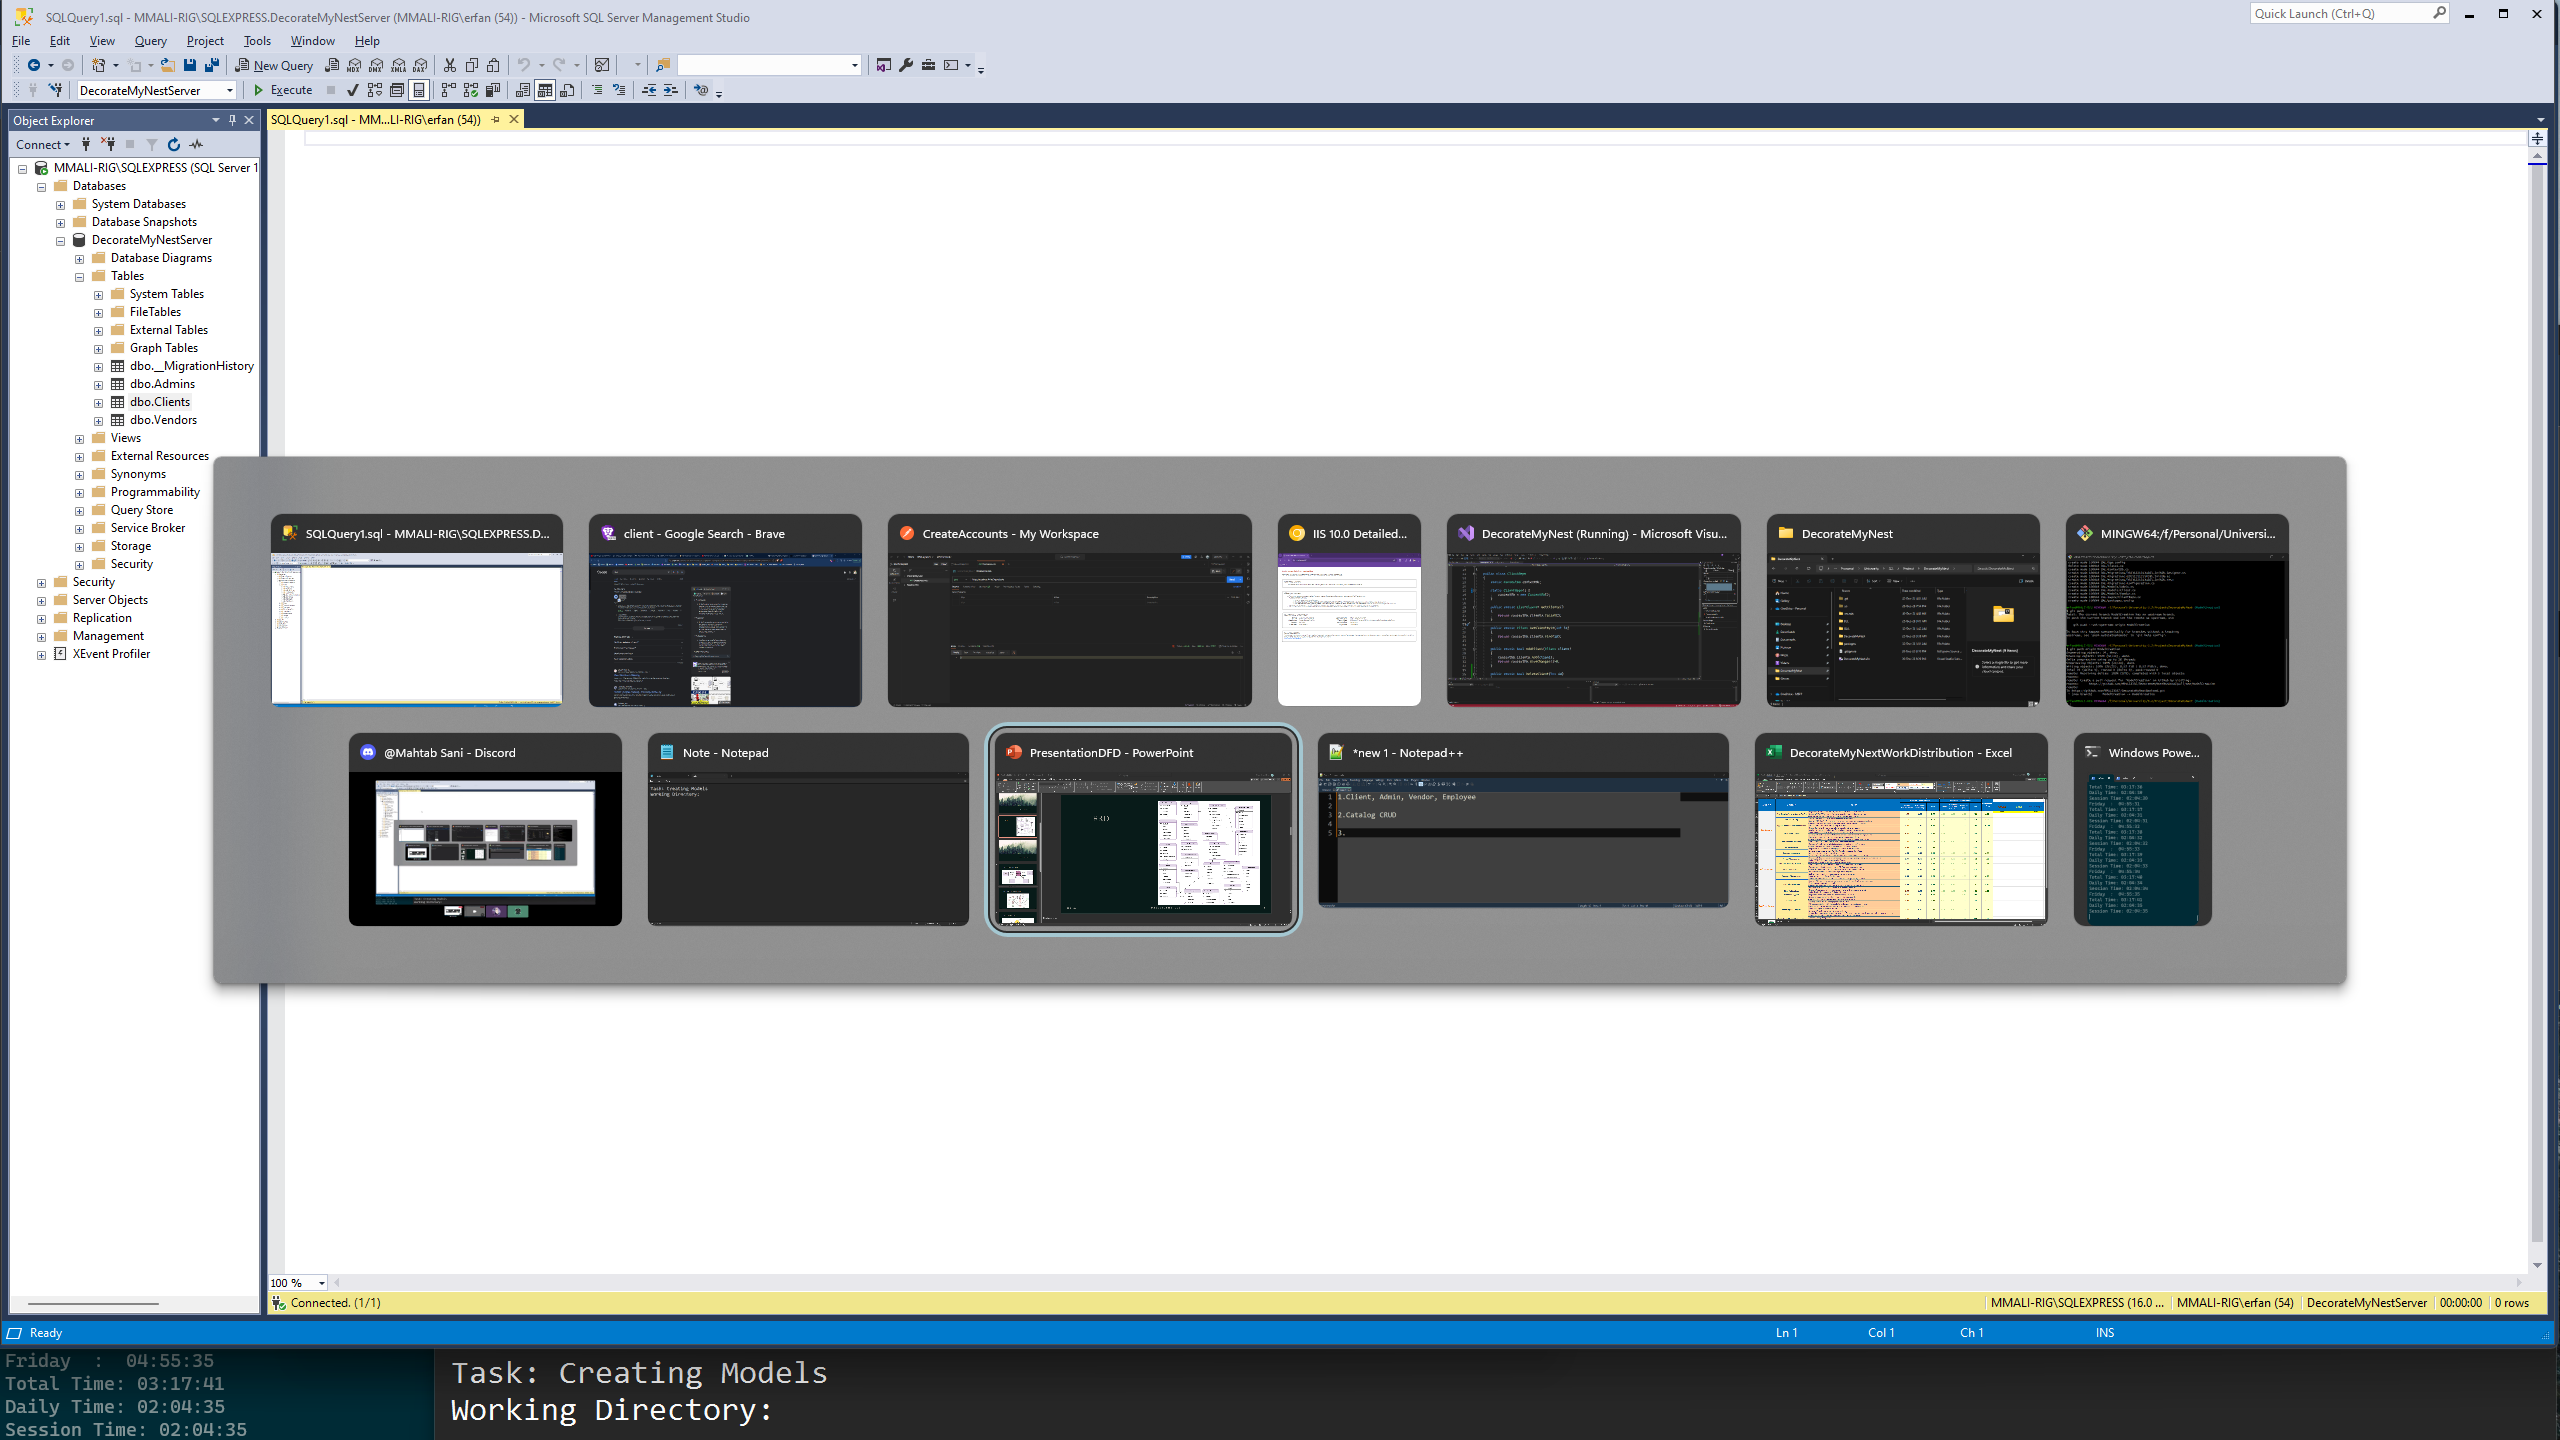 SQLQuery1.sql - MMALI-RIG\SQLEXPRESS.DecorateMyNestServer (MMALI-RIG\erfan (54)) - Microsoft SQL Server Management Studio
Quick Launch (Ctrl+Q)
File Edit View Query Project Tools Window Help
New Query
DecorateMyNestServer
Execute
Object Explorer
SQLQuery1.sql - MM...LI-RIG\erfan (54))
Connect
MMALI-RIG\SQLEXPRESS (SQL Server 1
Databases
System Databases
Database Snapshots
DecorateMyNestServer
Database Diagrams
Tables
System Tables
FileTables
External Tables
Graph Tables
dbo.__MigrationHistory
dbo.Admins
dbo.Clients
dbo.Vendors
Views
External Resources
Synonyms
Programmability
Query Store
Service Broker
Storage
Security
Security
Server Objects
Replication
Management
XEvent Profiler
SQLQuery1.sql - MMALI-RIG\SQLEXPRESS.D...
client - Google Search - Brave
CreateAccounts - My Workspace
IIS 10.0 Detailed...
DecorateMyNest (Running) - Microsoft Visu...
DecorateMyNest
MINGW64:/f/Personal/Universi...
@Mahtab Sani - Discord
Note - Notepad
Task: Creating Models
Working Directory:
PresentationDFD - PowerPoint
*new 1 - Notepad++
1.Client, Admin, Vendor, Employee
2.Catalog CRUD
3.
DecorateMyNextWorkDistribution - Excel
Windows Powe...
100 %
Connected. (1/1)
MMALI-RIG\SQLEXPRESS (16.0 ...
MMALI-RIG\erfan (54)
DecorateMyNestServer
00:00:00
0 rows
Ready
Ln 1
Col 1
Ch 1
INS
Friday : 04:55:35
Total Time: 03:17:41
Daily Time: 02:04:35
Session Time: 02:04:35
Task: Creating Models
Working Directory: